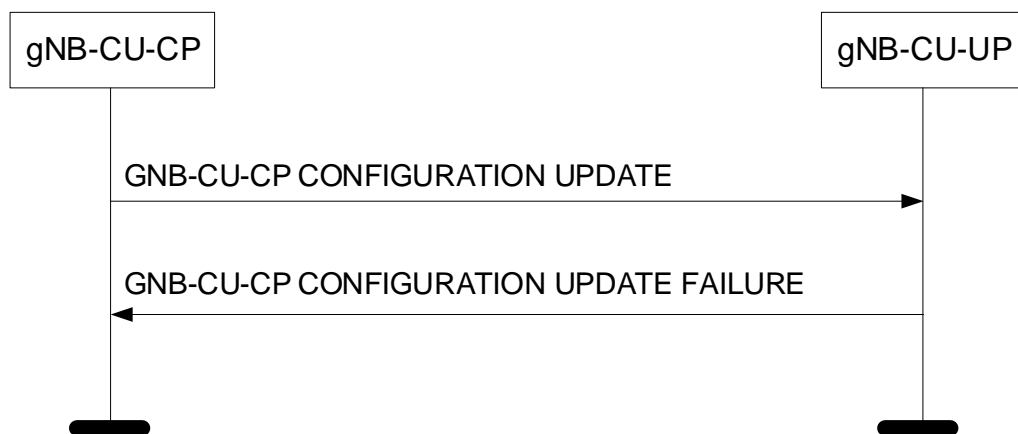 gNB-CU-CP
gNB-CU-UP
GNB-CU-CP CONFIGURATION UPDATE
GNB-CU-CP CONFIGURATION UPDATE FAILURE